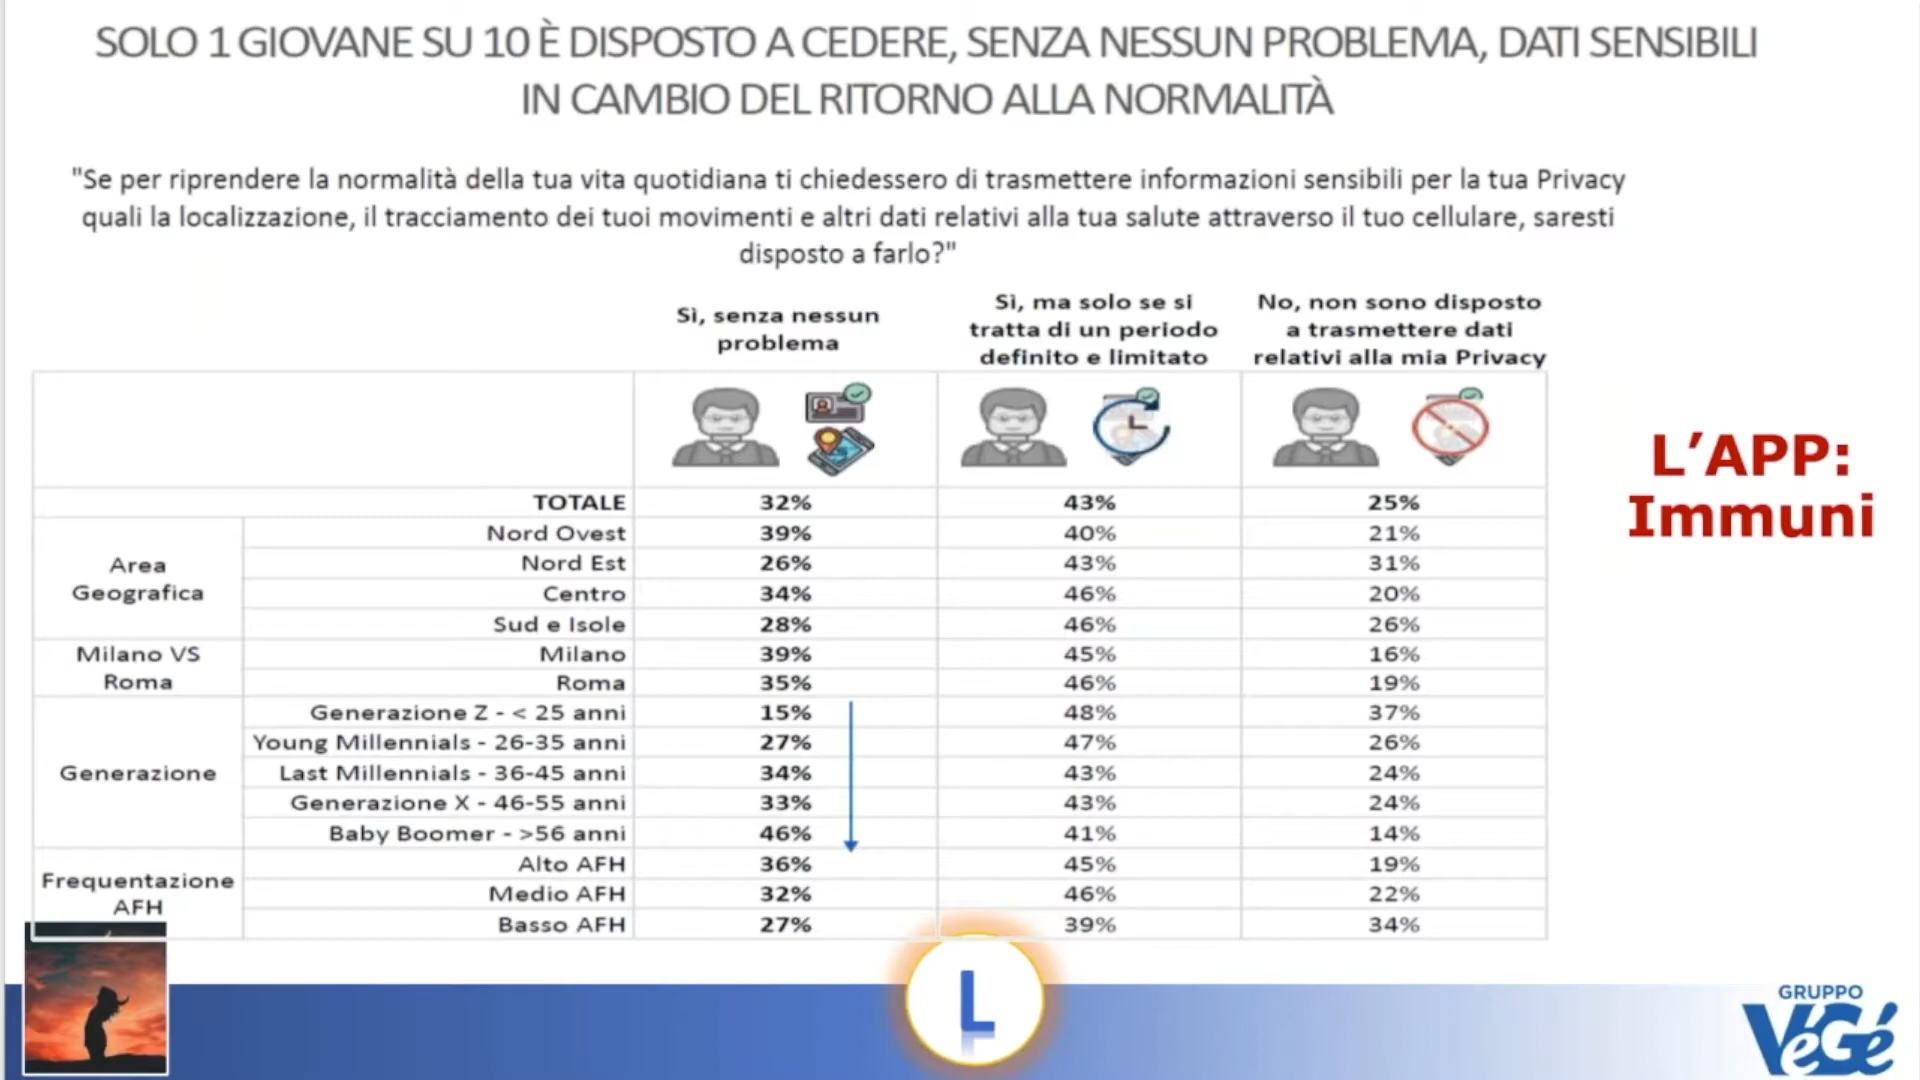 SOLO 1 GIOVANE SU 10 È DISPOSTO A CEDERE, SENZA NESSUN PROBLEMA, DATI SENSIBILI
IN CAMBIO DEL RITORNO ALLA NORMALITÀ
"Se per riprendere la normalità della tua vita quotidiana ti chiedessero di trasmettere informazioni sensibili per la tua Privacy
quali la localizzazione, il tracciamento dei tuoi movimenti e altri dati relativi alla tua salute attraverso il tuo cellulare, saresti
disposto a farlo?"
Sì, senza nessun
problema
Sì, ma solo se si
tratta di un periodo
definito e limitato
No, non sono disposto
a trasmettere dati
relativi alla mia Privacy
L'APP:
Immuni
TOTALE 32% 43% 25%
Area
Geografica
Nord Ovest 39% 40% 21%
Nord Est 26% 43% 31%
Centro 34% 46% 20%
Sud e Isole 28% 46% 26%
Milano VS
Roma
Milano 39% 45% 16%
Roma 35% 46% 19%
Generazione
Generazione Z - < 25 anni 15% 48% 37%
Young Millennials - 26-35 anni 27% 47% 26%
Last Millennials - 36-45 anni 34% 43% 24%
Generazione X - 46-55 anni 33% 43% 24%
Baby Boomer - >56 anni 46% 41% 14%
Frequentazione
AFH
Alto AFH 36% 45% 19%
Medio AFH 32% 46% 22%
Basso AFH 27% 39% 34%
L
GRUPPO
VéGé